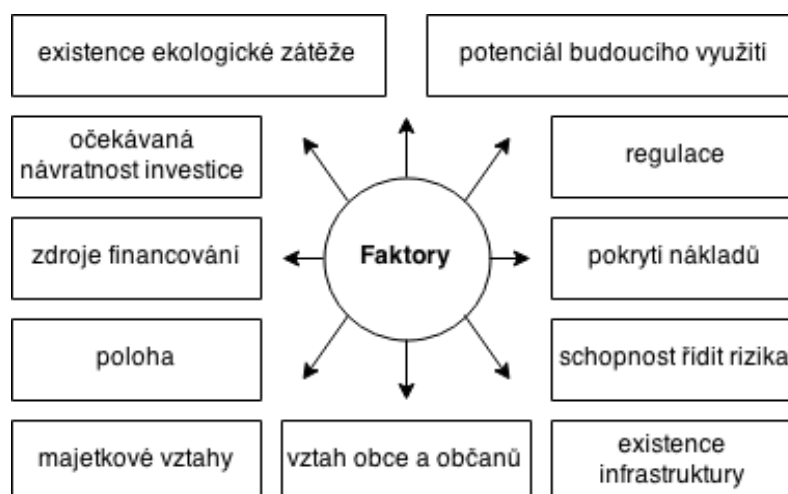 existence ekologické zátěže
potenciál budoucího využití
očekávaná
návratnost investice
regulace
zdroje financování
Faktory
pokrytí nákladů
poloha
schopnost řídit rizika
majetkové vztahy
vztah obce a občanů
existence
infrastruktury